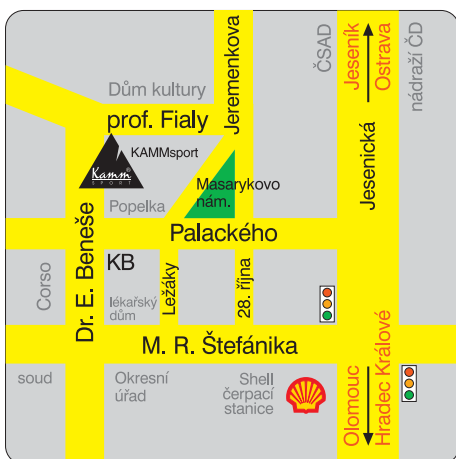 Dům kultury
prof. Fialy
Jeremenkova
ČSAD
Jeseník
Ostrava
nádraží ČD
KAMMsport
Kamm
SPORT
Masarykovo
nám.
Jesenická
Popelka
Palackého
Corso
Dr. E. Beneše
KB
lékařský
dům
Ležáky
28. října
M. R. Štefánika
soud
Okresní
úřad
Shell
čerpací
stanice
Olomouc
Hradec Králové